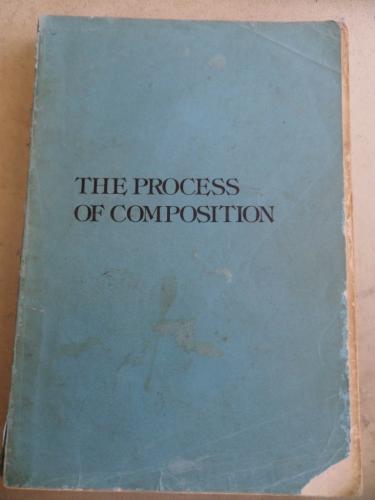 THE PROCESS
OF COMPOSITION